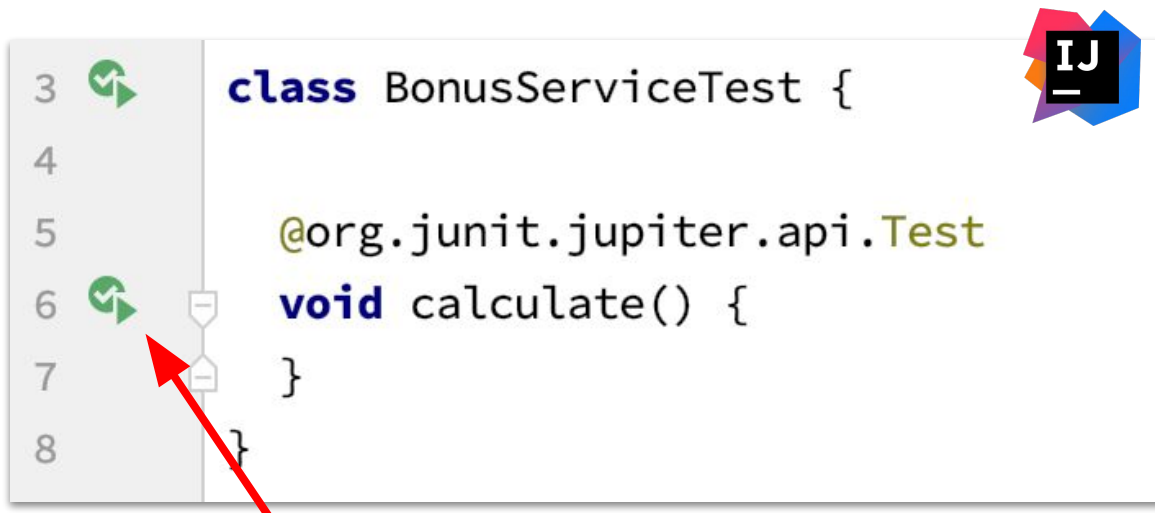 IJ
3 class BonusServiceTest {
4
5 @org.junit.jupiter.api.Test
6 void calculate() {
7 }
8 }